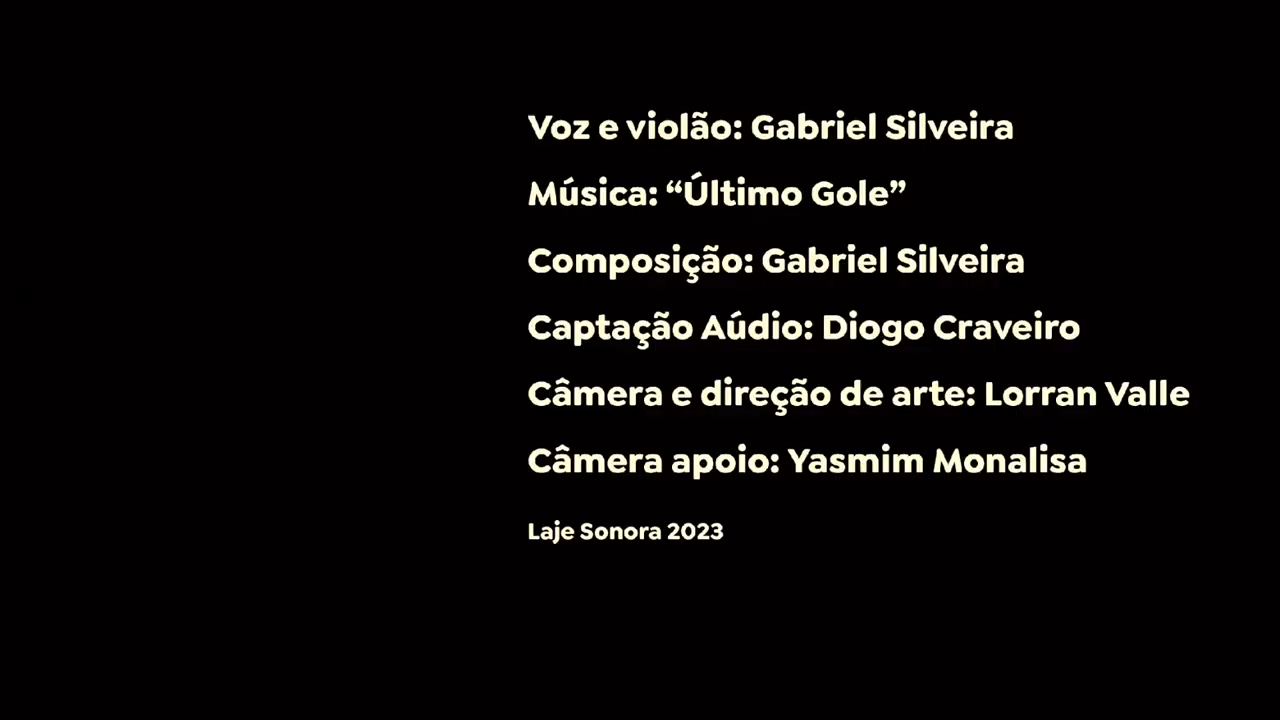 Voz e violão: Gabriel Silveira
Música: “Último Gole”
Composição: Gabriel Silveira
Captação Aúdio: Diogo Craveiro
Câmera e direção de arte: Lorran Valle
Câmera apoio: Yasmim Monalisa
Laje Sonora 2023